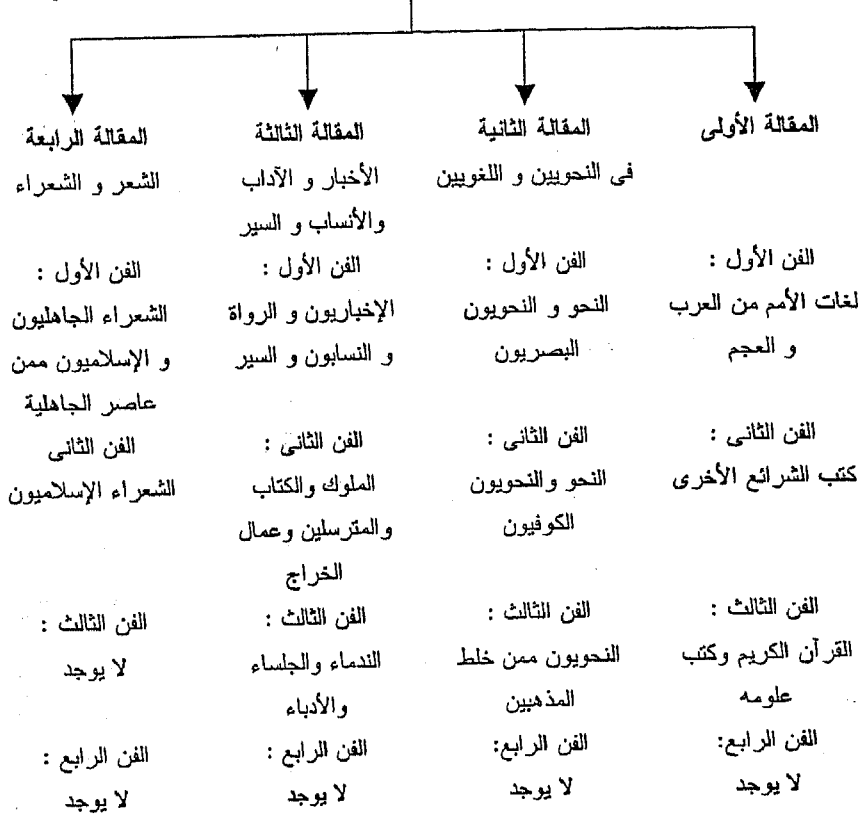 المقالة الأولى
الفن الأول :
لغات الأمم من العرب
و العجم
الفن الثانى :
كتب الشرائع الأخرى
الفن الثالث :
القرآن الكريم وكتب
علومه
الفن الرابع:
لا يوجد
المقالة الثانية
فى النحويين و اللغويين
الفن الأول :
النحو و النحويون
البصريون
الفن الثانى :
النحو والنحويون
الكوفيون
الفن الثالث :
النحويون ممن خلط
المذهبين
الفن الرابع:
لا يوجد
المقالة الثالثة
الأخبار و الآداب
والأنساب و السير
الفن الأول :
الإخباريون و الرواة
و النسابون و السير
الفن الثانى :
الملوك والكتاب
والمترسلين وعمال
الخراج
الفن الثالث :
الندماء والجلساء
والأدباء
الفن الرابع :
لا يوجد
المقالة الرابعة
الشعر و الشعراء
الفن الأول :
الشعراء الجاهليون
و الإسلاميون ممن
عاصر الجاهلية
الفن الثانى
الشعراء الإسلاميون
الفن الثالث :
لا يوجد
الفن الرابع :
لا يوجد